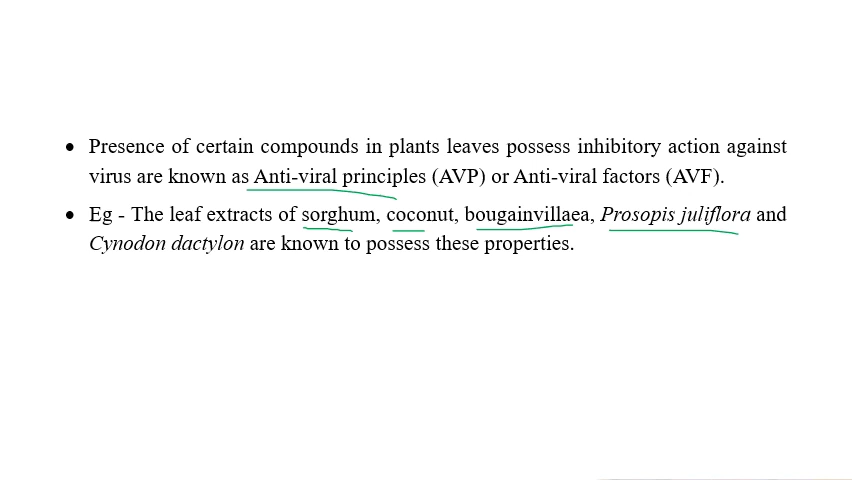 • Presence of certain compounds in plants leaves possess inhibitory action against
virus are known as Anti-viral principles (AVP) or Anti-viral factors (AVF).
• Eg - The leaf extracts of sorghum, coconut, bougainvillaea, Prosopis juliflora and
Cynodon dactylon are known to possess these properties.